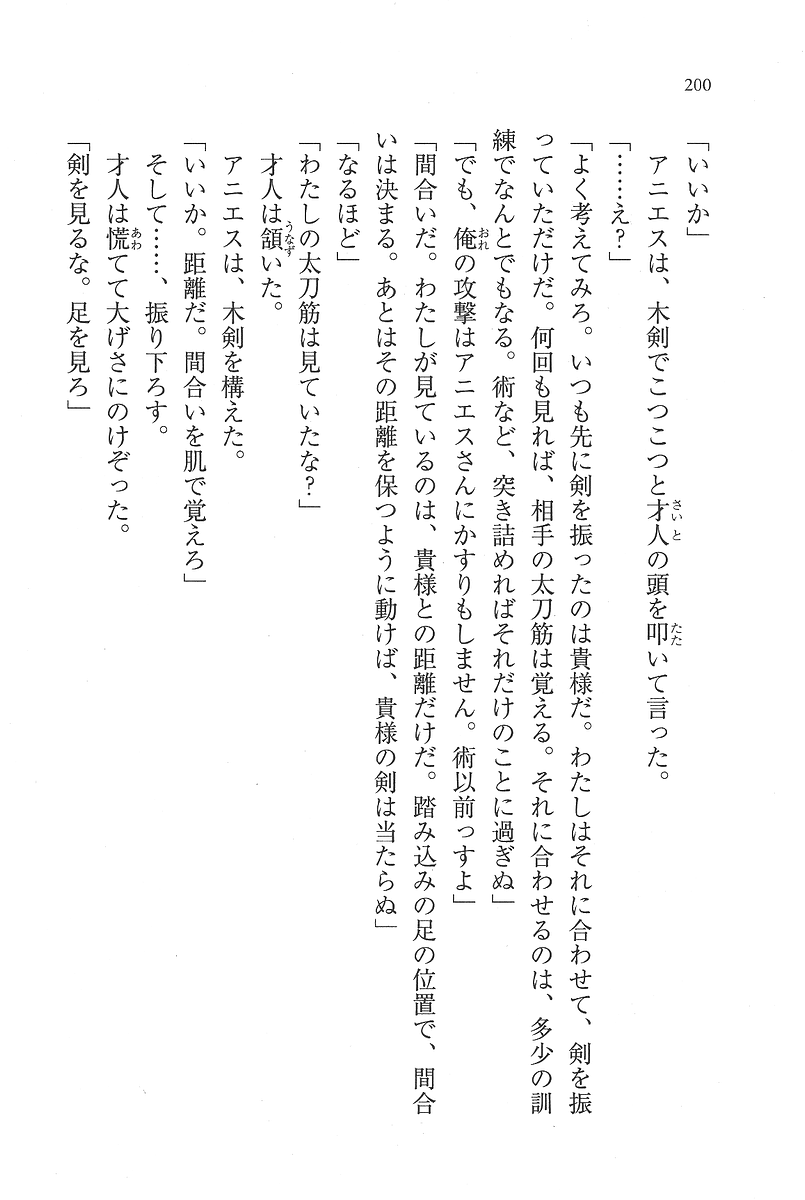 200
「いいか」
アニエスは、木剣でこつこつと才人の頭を叩いて言った。
さいと
たた
「……え？」
「よく考えてみろ。いつも先に剣を振ったのは貴様だ。わたしはそれに合わせて、剣を振
っていただけだ。何回も見れば、相手の太刀筋は覚える。それに合わせるのは、多少の訓
練でなんとでもなる。術など、突き詰めればそれだけのことに過ぎぬ」
「でも、俺の攻撃はアニエスさんにかすりもしません。術以前っすよ」
おれ
「間合いだ。わたしが見ているのは、貴様との距離だけだ。踏み込みの足の位置で、間合
いは決まる。あとはその距離を保つように動けば、貴様の剣は当たらぬ」
「なるほど」
「わたしの太刀筋は見ていたな？」
才人は頷いた。
うなず
アニエスは、木剣を構えた。
「いいか。距離だ。間合いを肌で覚えろ」
そして……、振り下ろす。
才人は慌てて大げさにのけぞった。
あわ
「剣を見るな。足を見ろ」